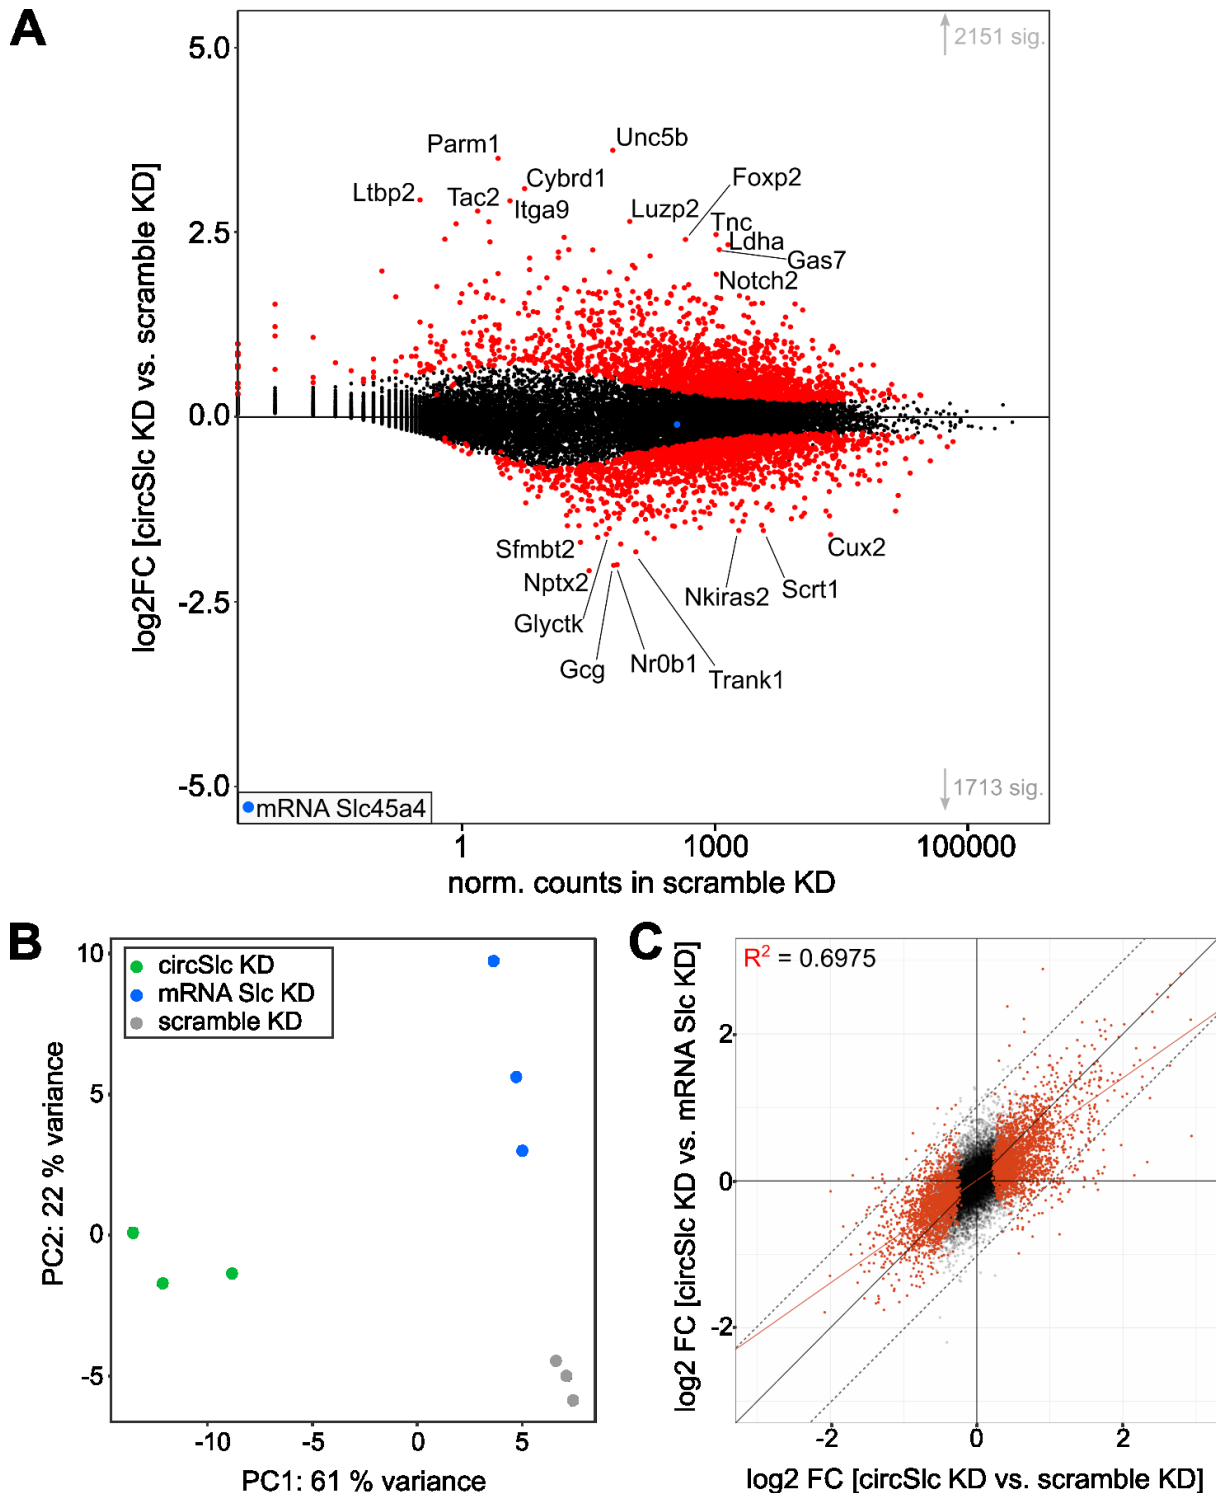 A
log2FC [circSlc KD vs. scramble KD]
5.0
2.5
0.0
-2.5
-5.0
2151 sig.
Unc5b
Parm1
Cybrd1
Foxp2
Ltbp2
Tac2
Itga9
Luzp2
Tnc
Ldha
Gas7
Notch2
Sfmbt2
Cux2
Nptx2
Nkiras2
Scrt1
Glyctk
Gcg
Nr0b1
Trank1
1713 sig.
mRNA Slc45a4
1
1000
100000
norm. counts in scramble KD
B
PC2: 22 % variance
10
5
0
-5
circSlc KD
mRNA Slc KD
scramble KD
-10
-5
0
5
PC1: 61 % variance
C
log2 FC [circSlc KD vs. mRNA Slc KD]
R² = 0.6975
2
0
-2
-2
0
2
log2 FC [circSlc KD vs. scramble KD]